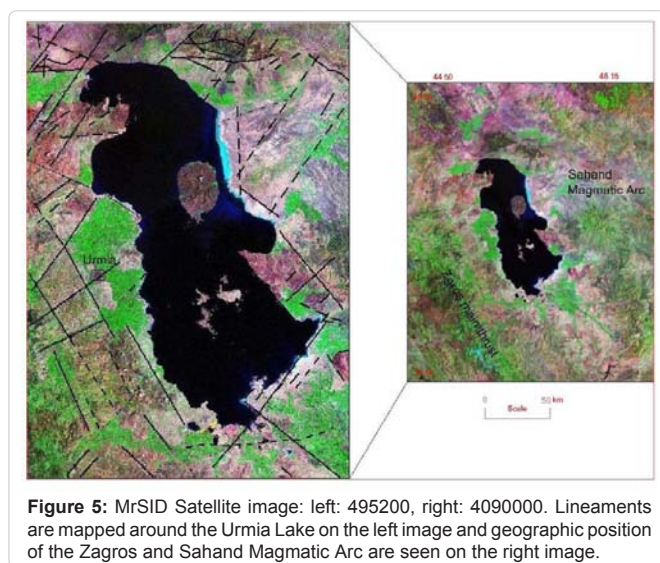 Urmia
44 50
48 15
Sahand
Magmatic Arc
0 50 km
Scale
Figure 5: MrSID Satellite image: left: 495200, right: 4090000. Lineaments
are mapped around the Urmia Lake on the left image and geographic position
of the Zagros and Sahand Magmatic Arc are seen on the right image.